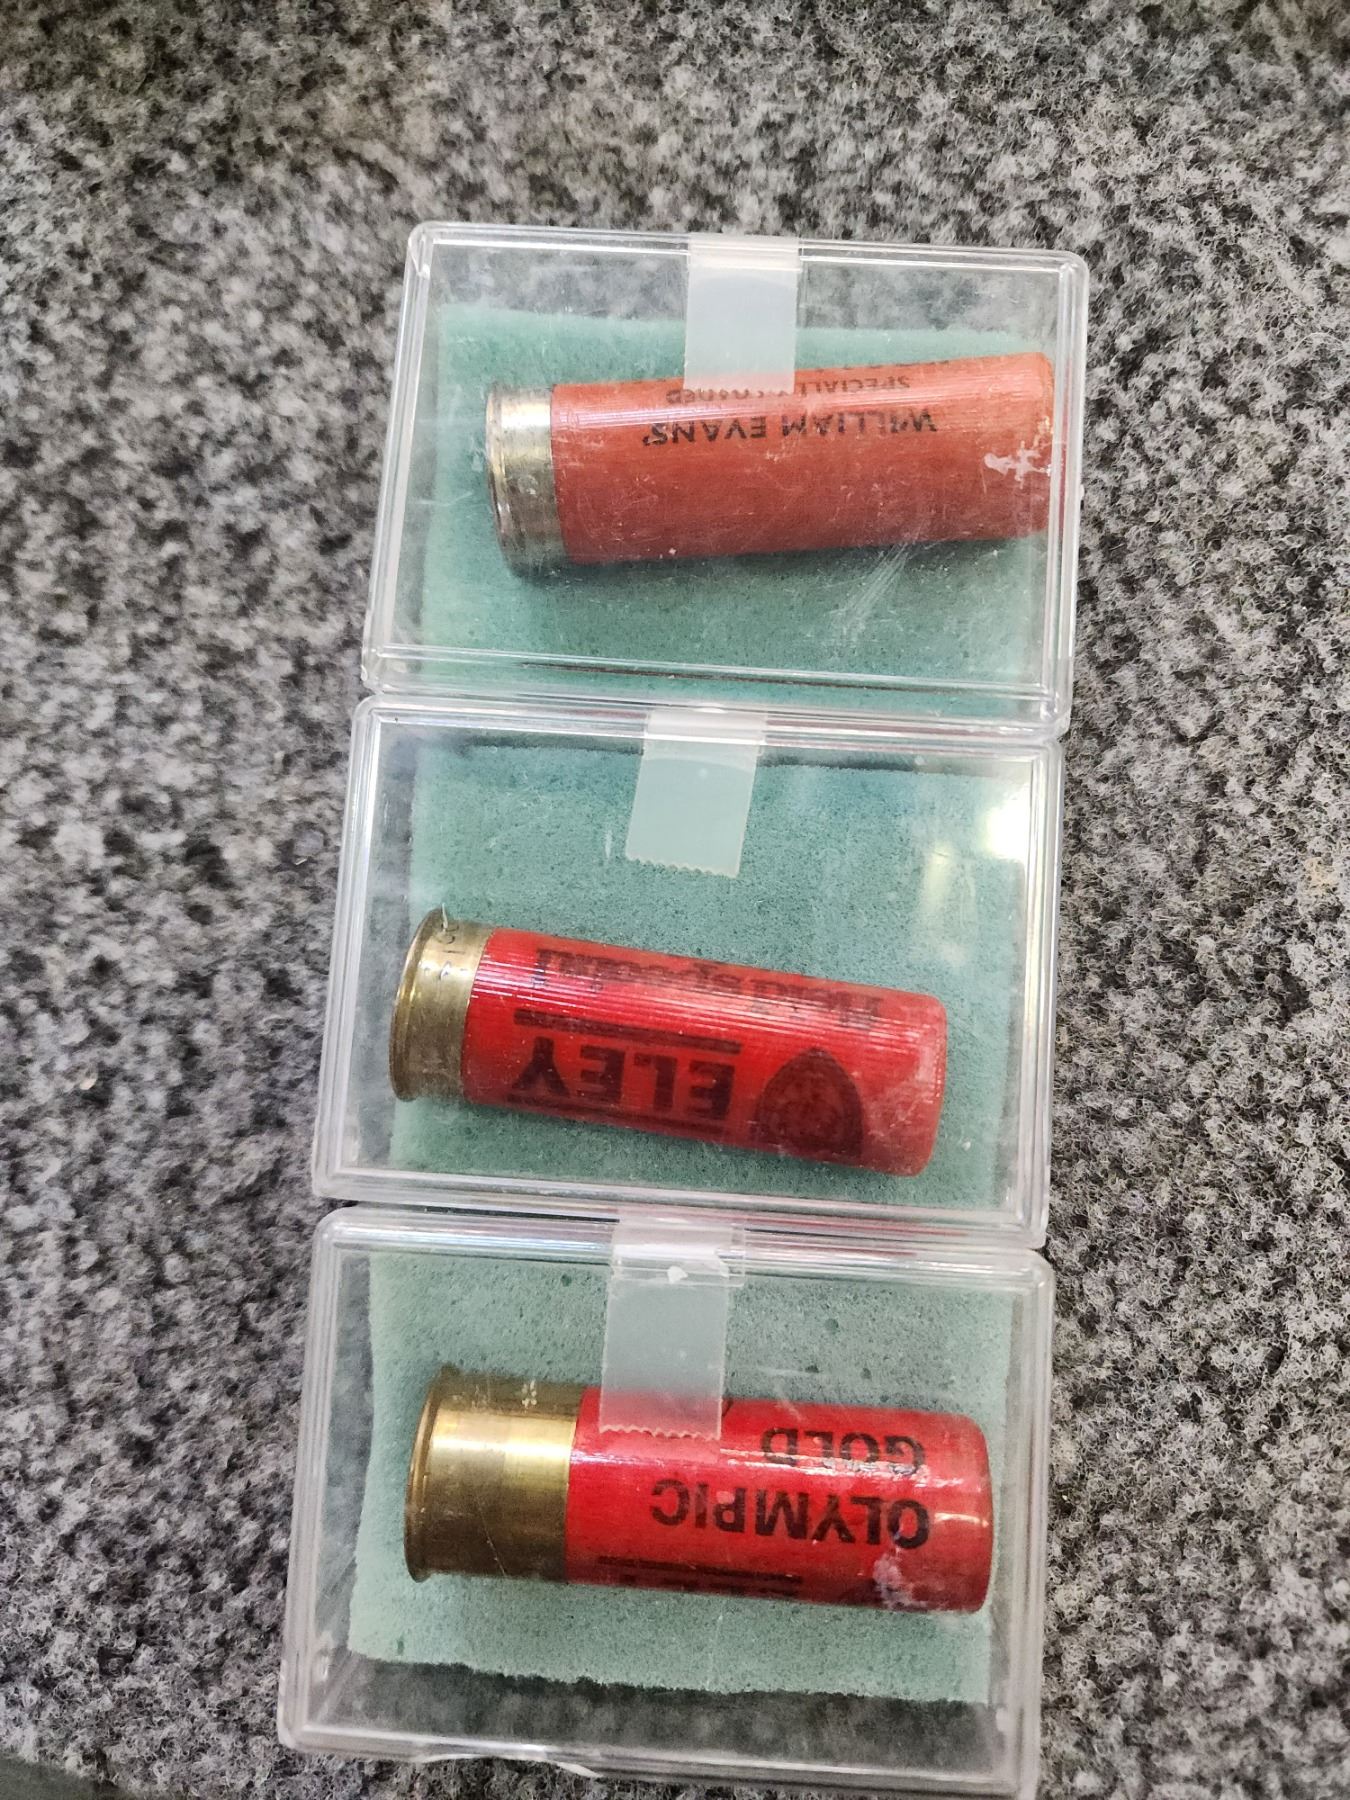 WILLIAM EVANS'
SPECIALLY LOADED
ELEY
Field special
OLYMPIC
GOLD